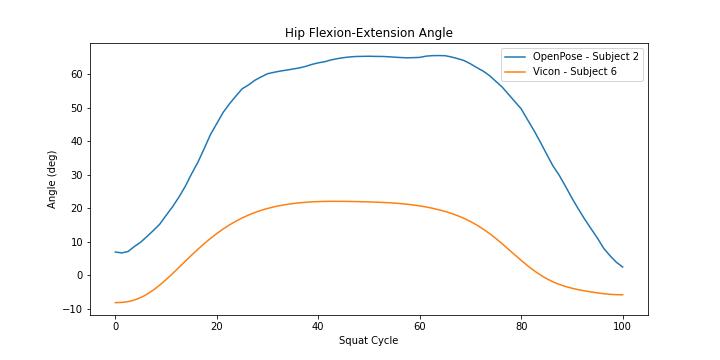 Hip Flexion-Extension Angle
OpenPose - Subject 2
Vicon - Subject 6
Angle (deg)
60
50
40
30
20
10
0
−10
0 20 40 60 80 100
Squat Cycle